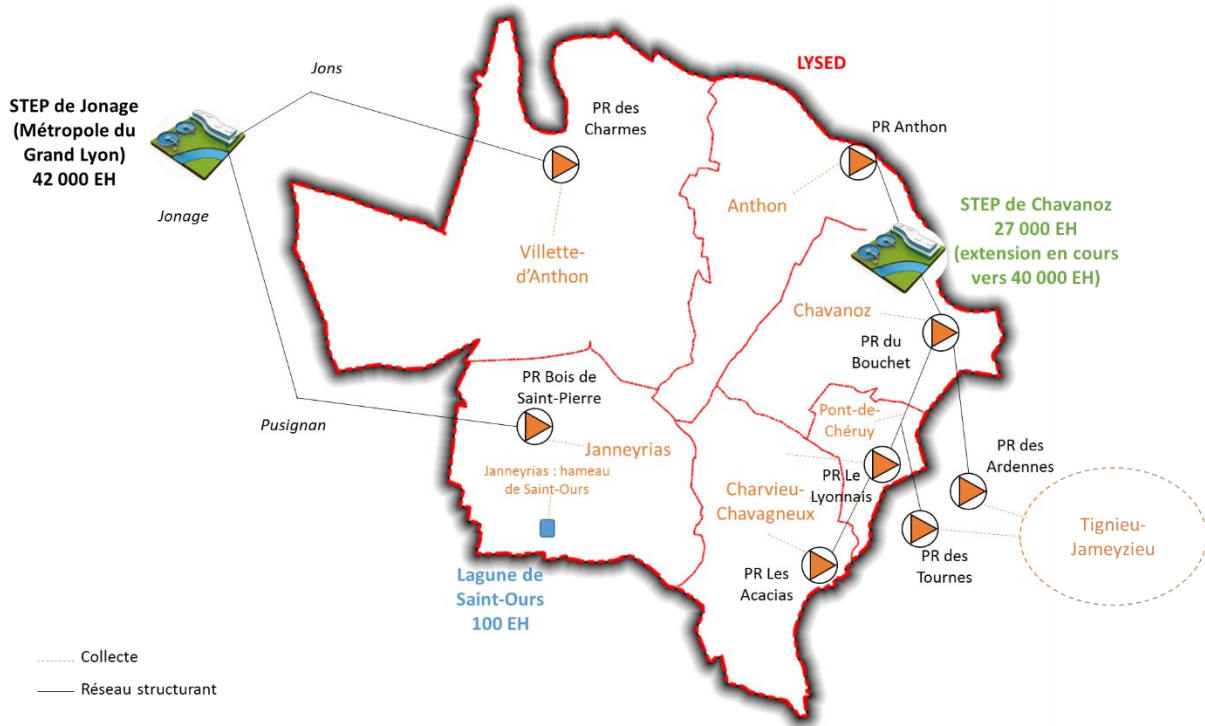 Jons
LYSED
STEP de Jonage
(Métropole du
Grand Lyon)
42 000 EH
PR des
Charmes
PR Anthon
Jonage
Anthon
STEP de Chavanoz
27 000 EH
(extension en cours
vers 40 000 EH)
Villette-
d’Anthon
Chavanoz
PR du
Bouchet
PR Bois de
Saint-Pierre
Pusignan
Pont-de-
Chéruy
Janneyrias
Janneyrias : hameau
de Saint-Ours
PR des
Ardennes
PR Le
Lyonnais
Charvieu-
Chavagneux
Tignieu-
Jameyzieu
PR des
Tournes
PR Les
Acacias
Lagune de
Saint-Ours
100 EH
Collecte
Réseau structurant